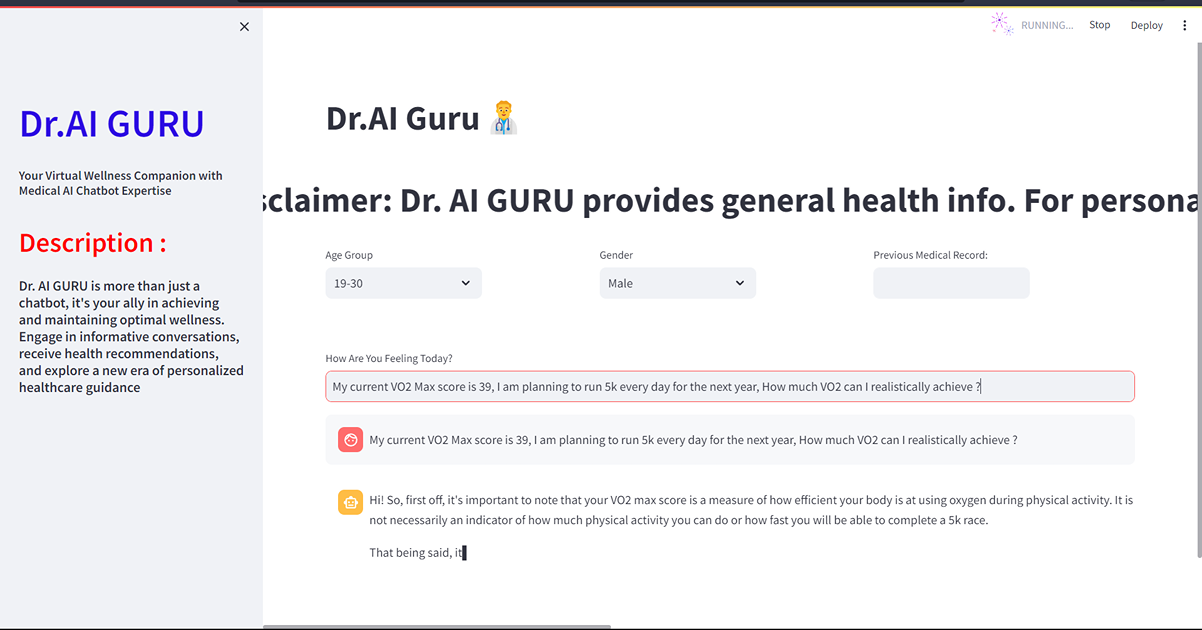 RUNNING...
Stop
Deploy
Dr.AI GURU
Your Virtual Wellness Companion with
Medical AI Chatbot Expertise
Description :
Dr. AI GURU is more than just a
chatbot, it's your ally in achieving
and maintaining optimal wellness.
Engage in informative conversations,
receive health recommendations,
and explore a new era of personalized
healthcare guidance
Dr.AI Guru
sclaimer: Dr. AI GURU provides general health info. For persona
Age Group
Gender
Previous Medical Record:
19-30
Male
How Are You Feeling Today?
My current VO2 Max score is 39, I am planning to run 5k every day for the next year, How much VO2 can I realistically achieve ?
My current VO2 Max score is 39, I am planning to run 5k every day for the next year, How much VO2 can I realistically achieve ?
Hi! So, first off, it's important to note that your VO2 max score is a measure of how efficient your body is at using oxygen during physical activity. It is
not necessarily an indicator of how much physical activity you can do or how fast you will be able to complete a 5k race.
That being said, it